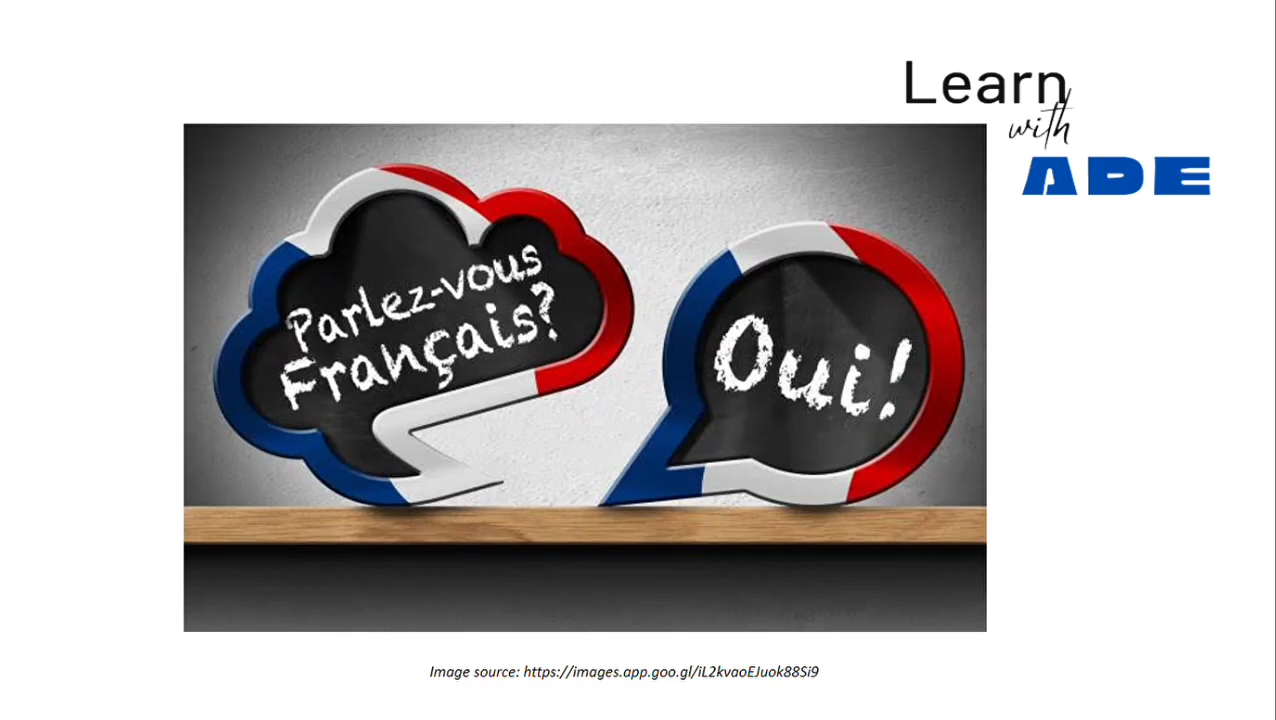 Learn
with
ADE
Parlez-vous
Français?
Oui!
Image source: https://images.app.goo.gl/iL2kvaoEJuok88Si9